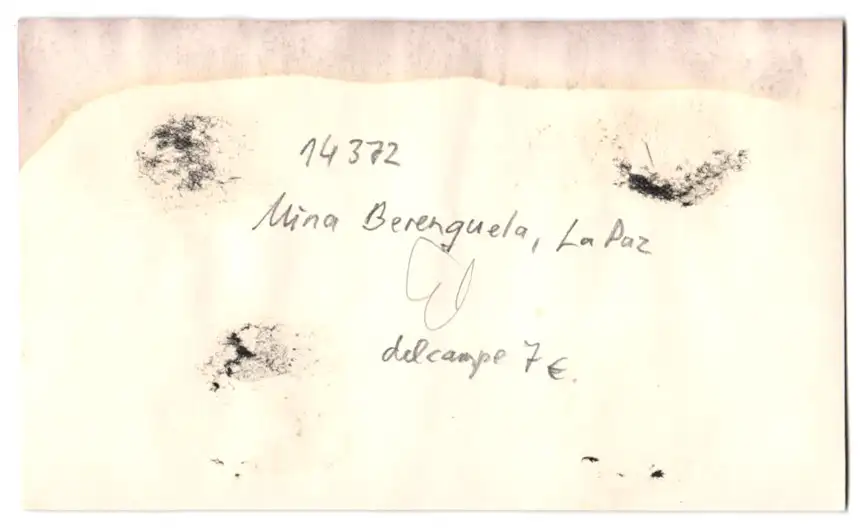 14372
Mina Berenguela, La Paz
delcampe 7 €.